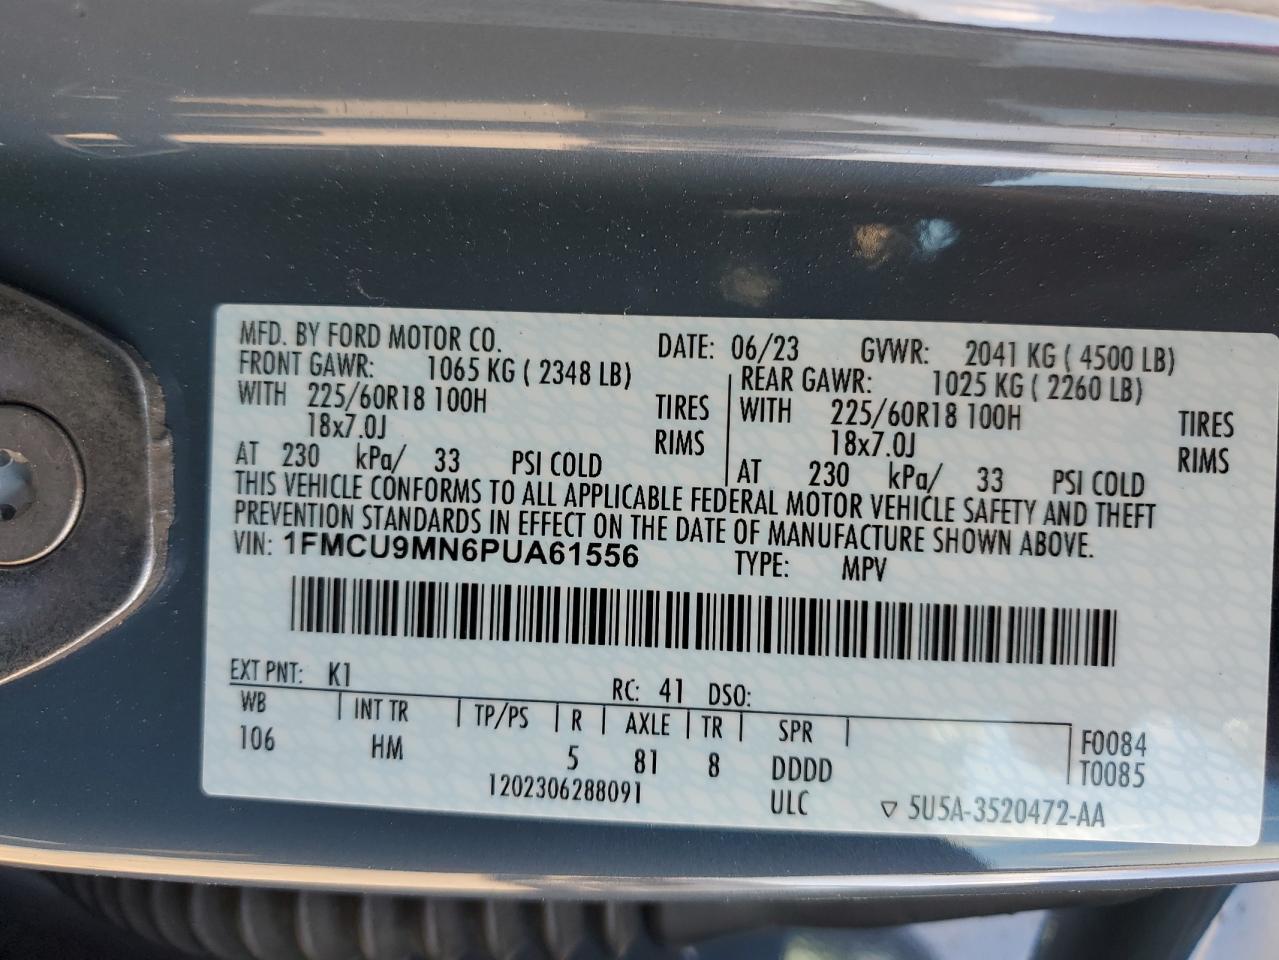 MFD. BY FORD MOTOR CO. DATE: 06/23 GVWR: 2041 KG ( 4500 LB)
FRONT GAWR: 1065 KG ( 2348 LB) REAR GAWR: 1025 KG ( 2260 LB)
WITH 225/60R18 100H TIRES WITH 225/60R18 100H TIRES
18x7.0J RIMS 18x7.0J RIMS
AT 230 kPa/ 33 PSI COLD AT 230 kPa/ 33 PSI COLD
THIS VEHICLE CONFORMS TO ALL APPLICABLE FEDERAL MOTOR VEHICLE SAFETY AND THEFT
PREVENTION STANDARDS IN EFFECT ON THE DATE OF MANUFACTURE SHOWN ABOVE.
VIN: 1FMCU9MN6PUA61556 TYPE: MPV
EXT PNT: K1 RC: 41 DSO:
WB INT TR TP/PS R AXLE TR SPR F0084
106 HM 5 81 8 DDDD T0085
1202306288091 ULC ▽ 5U5A-3520472-AA